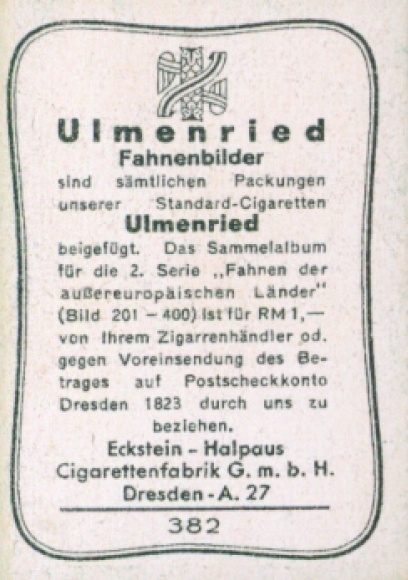 Ulmenried
Fahnenbilder
sind sämtlichen Packungen
unserer Standard-Cigaretten
Ulmenried
beigefügt. Das Sammelalbum
für die 2. Serie „Fahnen der
außereuropäischen Länder"
(Bild 201 – 400) ist für RM 1,—
von Ihrem Zigarrenhändler od.
gegen Voreinsendung des Be-
trages auf Postscheckkonto
Dresden 1823 durch uns zu
beziehen.
Eckstein - Halpaus
Cigarettenfabrik G. m. b. H.
Dresden - A. 27
382